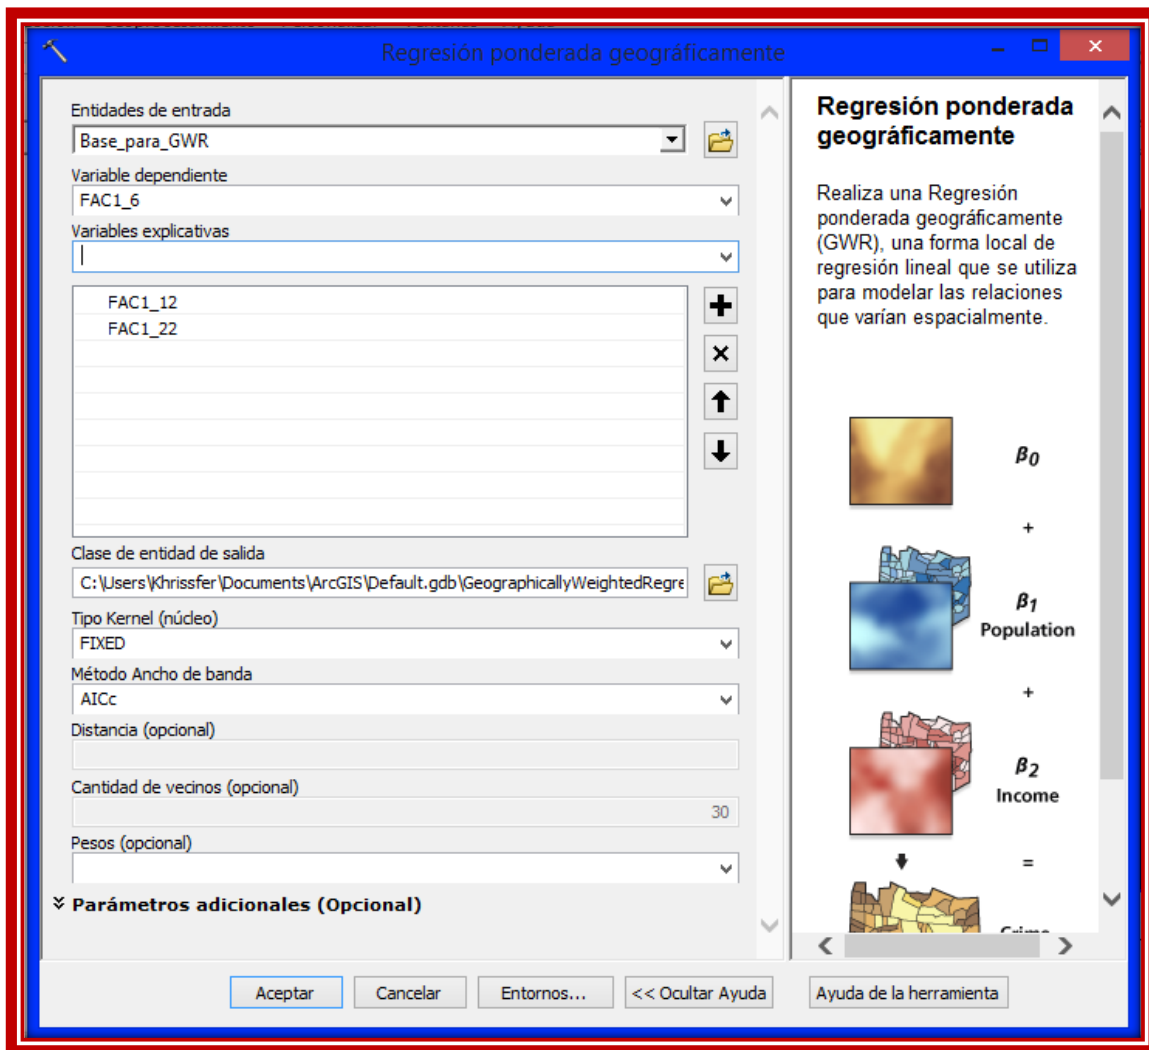 Regresión ponderada geográficamente
Entidades de entrada
Base_para_GWR
Variable dependiente
FAC1_6
Variables explicativas
FAC1_12
FAC1_22
Clase de entidad de salida
C:\Users\Khrissfer\Documents\ArcGIS\Default.gdb\GeographicallyWeightedRegre
Tipo Kernel (núcleo)
FIXED
Método Ancho de banda
AICc
Distancia (opcional)
Cantidad de vecinos (opcional)
30
Pesos (opcional)
Parámetros adicionales (Opcional)
Regresión ponderada
geográficamente
Realiza una Regresión
ponderada geográficamente
(GWR), una forma local de
regresión lineal que se utiliza
para modelar las relaciones
que varían espacialmente.
β0
+
β1
Population
+
β2
Income
=
Crime
Aceptar
Cancelar
Entornos...
<< Ocultar Ayuda
Ayuda de la herramienta